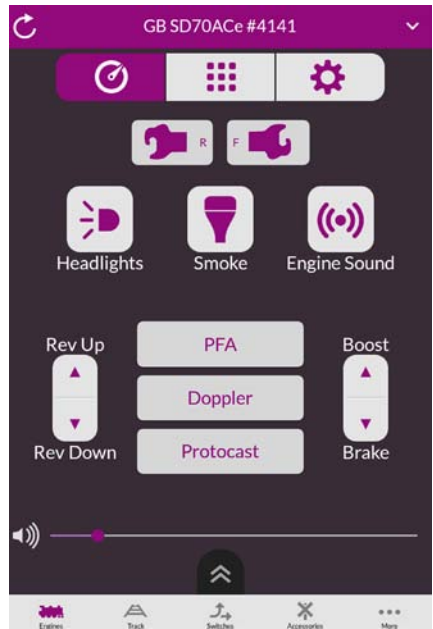 GB SD70ACe #4141
R F
Headlights Smoke Engine Sound
Rev Up PFA Boost
Doppler
Rev Down Protocast Brake
Engines Track Switches Accessories More